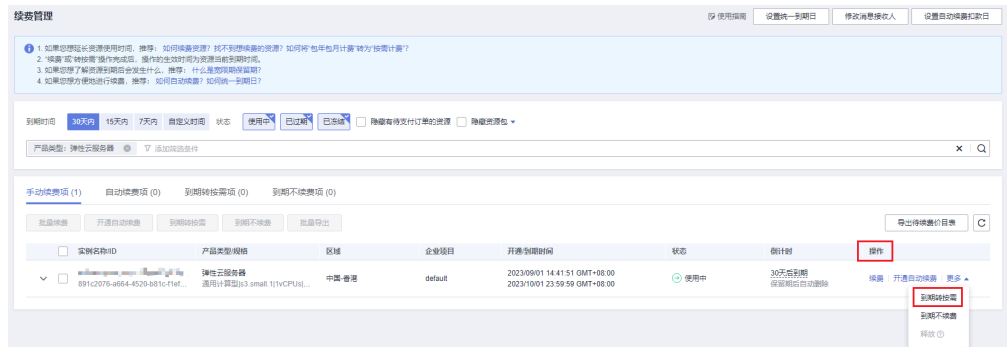 续费管理
使用指南 设置统一到期日 修改消息接收人 设置自动续费扣款日
1. 如果您想延长资源使用时间，推荐： 如何续费资源？找不到想续费的资源？如何将“包年包月计费”转为“按需计费”？
2. “续费”或“转按需”操作完成后，操作的生效时间为资源当前到期时间。
3. 如果您想了解资源到期后会发生什么，推荐： 什么是宽限期保留期？
4. 如果您想方便地进行续费，推荐： 如何自动续费？如何统一到期日？
到期时间 30天内 15天内 7天内 自定义时间 状态 使用中 已过期 已冻结 隐藏有待支付订单的资源 隐藏资源包
产品类型：弹性云服务器 添加筛选条件
手动续费项 (1) 自动续费项 (0) 到期转按需项 (0) 到期不续费项 (0)
批量续费 开通自动续费 到期转按需 到期不续费 批量导出 导出待续费价目表
实例名称/ID 产品类型/规格 区域 企业项目 开通/到期时间 状态 倒计时 操作
弹性云服务器 2023/09/01 14:41:51 GMT+08:00 30天后到期
中国-香港 default 使用中 续费 开通自动续费 更多
891c2076-a664-4520-b81c-f1ef... 通用计算型|s3.small.1|1vCPUs|... 2023/10/01 23:59:59 GMT+08:00 保留期后自动删除
到期转按需
到期不续费
释放